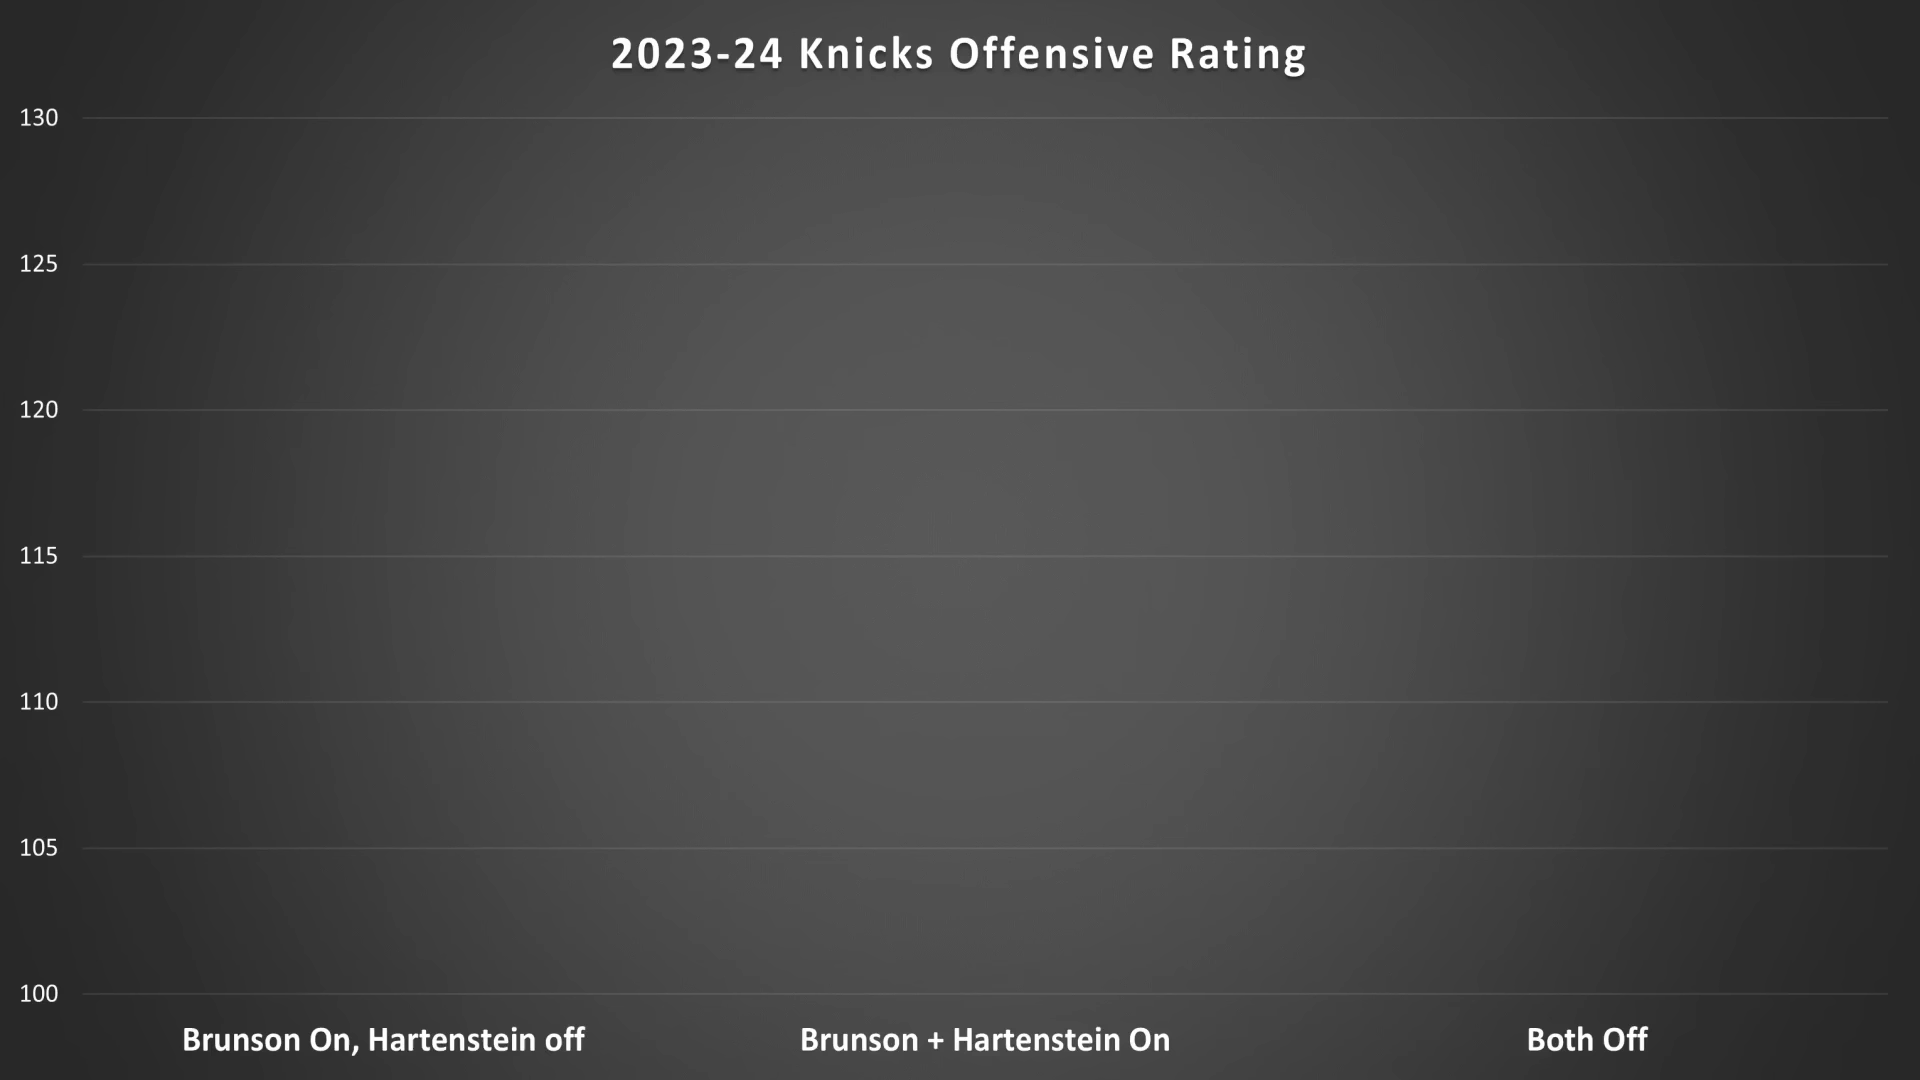 2023-24 Knicks Offensive Rating
130
125
120
115
110
105
100
Brunson On, Hartenstein off
Brunson + Hartenstein On
Both Off